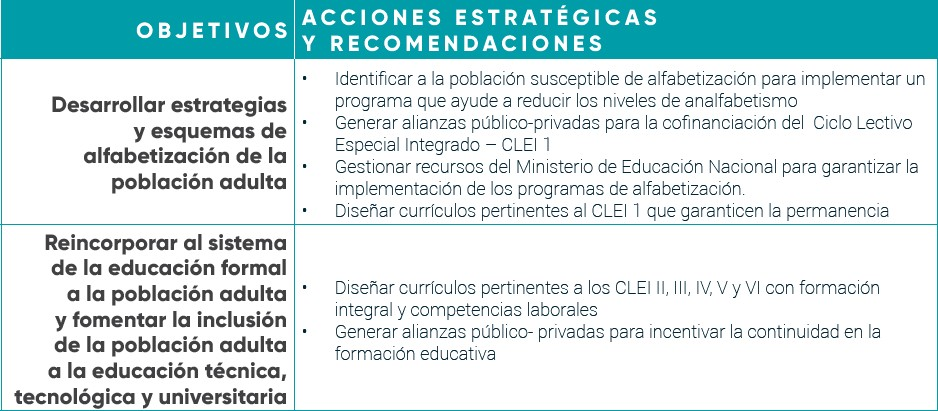 OBJETIVOS
ACCIONES ESTRATÉGICAS
Y RECOMENDACIONES
Desarrollar estrategias
y esquemas de
alfabetización de la
población adulta
• Identificar a la población susceptible de alfabetización para implementar un
programa que ayude a reducir los niveles de analfabetismo
• Generar alianzas público-privadas para la cofinanciación del Ciclo Lectivo
Especial Integrado – CLEI 1
• Gestionar recursos del Ministerio de Educación Nacional para garantizar la
implementación de los programas de alfabetización.
• Diseñar currículos pertinentes al CLEI 1 que garanticen la permanencia
Reincorporar al sistema
de la educación formal
a la población adulta
y fomentar la inclusión
de la población adulta
a la educación técnica,
tecnológica y universitaria
• Diseñar currículos pertinentes a los CLEI II, III, IV, V y VI con formación
integral y competencias laborales
• Generar alianzas público- privadas para incentivar la continuidad en la
formación educativa